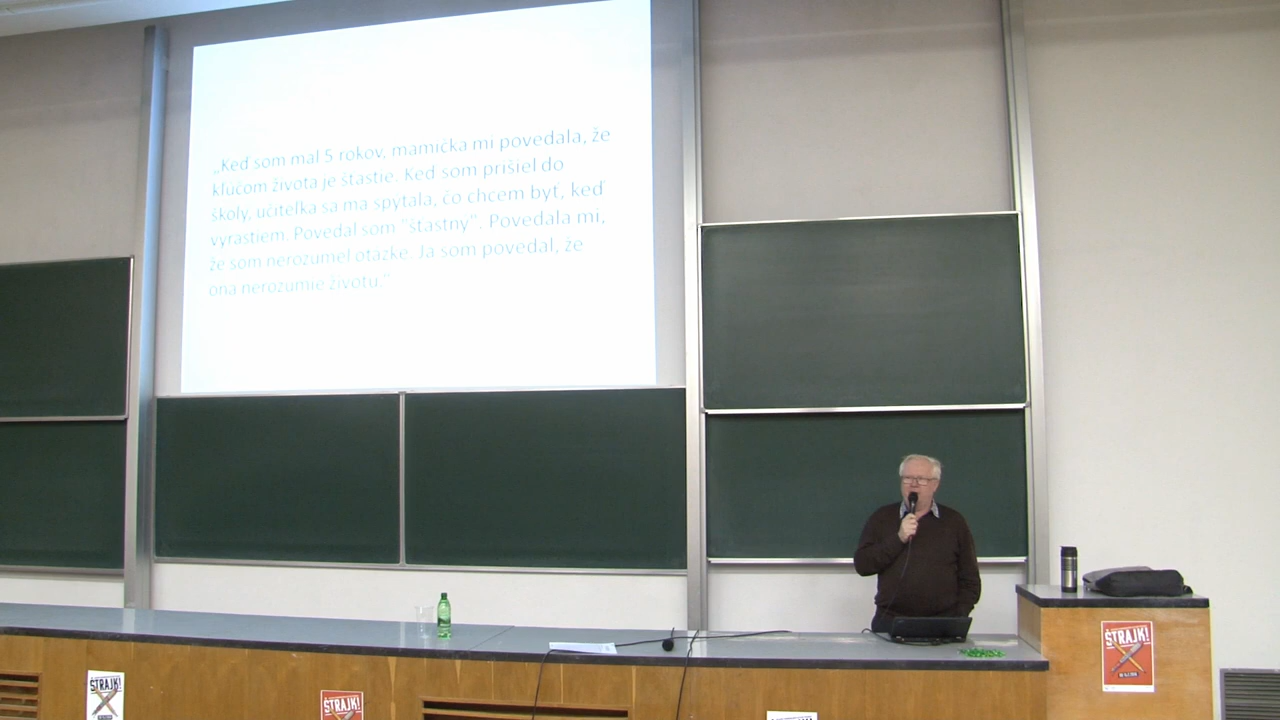 „Keď som mal 5 rokov, mamička mi povedala, že
kľúčom života je šťastie. Keď som prišiel do
školy, učiteľka sa ma spýtala, čo chcem byť, keď
vyrastiem. Povedal som "šťastný". Povedala mi,
že som nerozumel otázke. Ja som povedal, že
ona nerozumie životu."
ŠTRAJK!
ŠTRAJK!
ŠTRAJK!